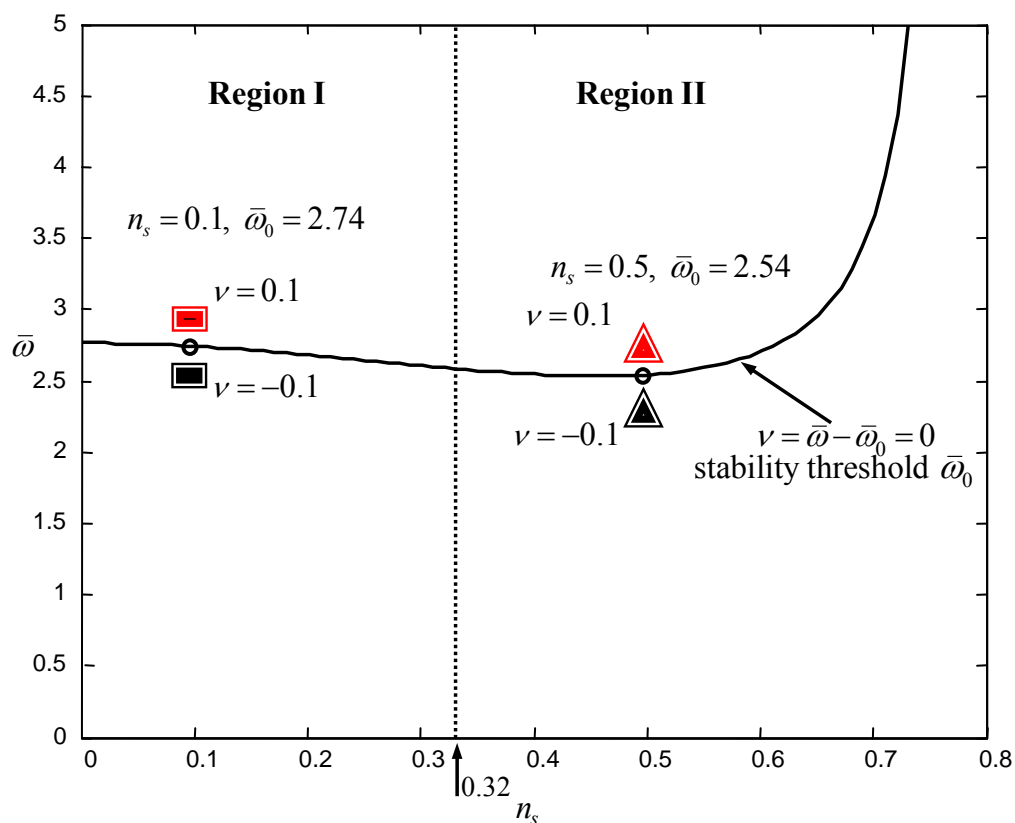 5
4.5
4
3.5
3
2.5
2
1.5
1
0.5
0
ω̄
Region I
Region II
n_s = 0.1, ω̄_0 = 2.74
ν = 0.1
ν = −0.1
n_s = 0.5, ω̄_0 = 2.54
ν = 0.1
ν = −0.1
ν = ω̄ − ω̄_0 = 0
stability threshold ω̄_0
0 0.1 0.2 0.3 0.4 0.5 0.6 0.7 0.8
0.32
n_s